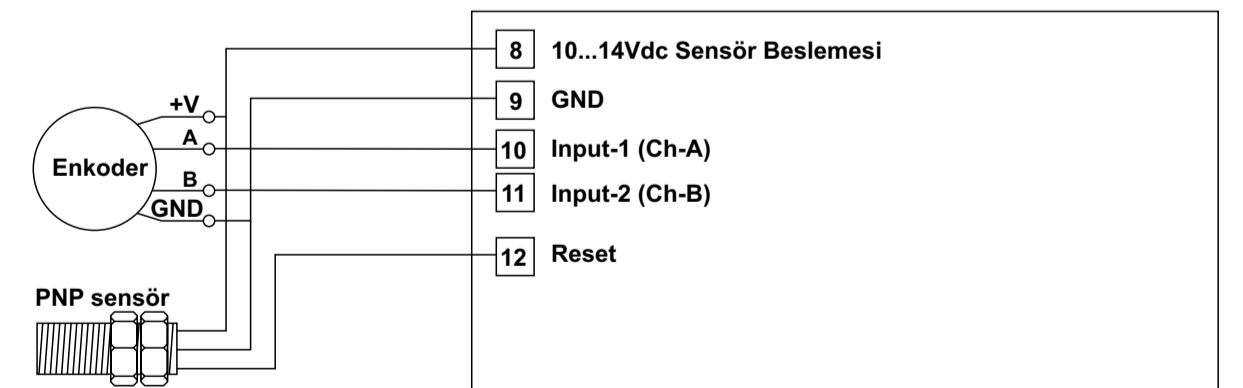 8 10...14Vdc Sensör Beslemesi
+V
9 GND
A
10 Input-1 (Ch-A)
Enkoder
B
11 Input-2 (Ch-B)
GND
12 Reset
PNP sensör